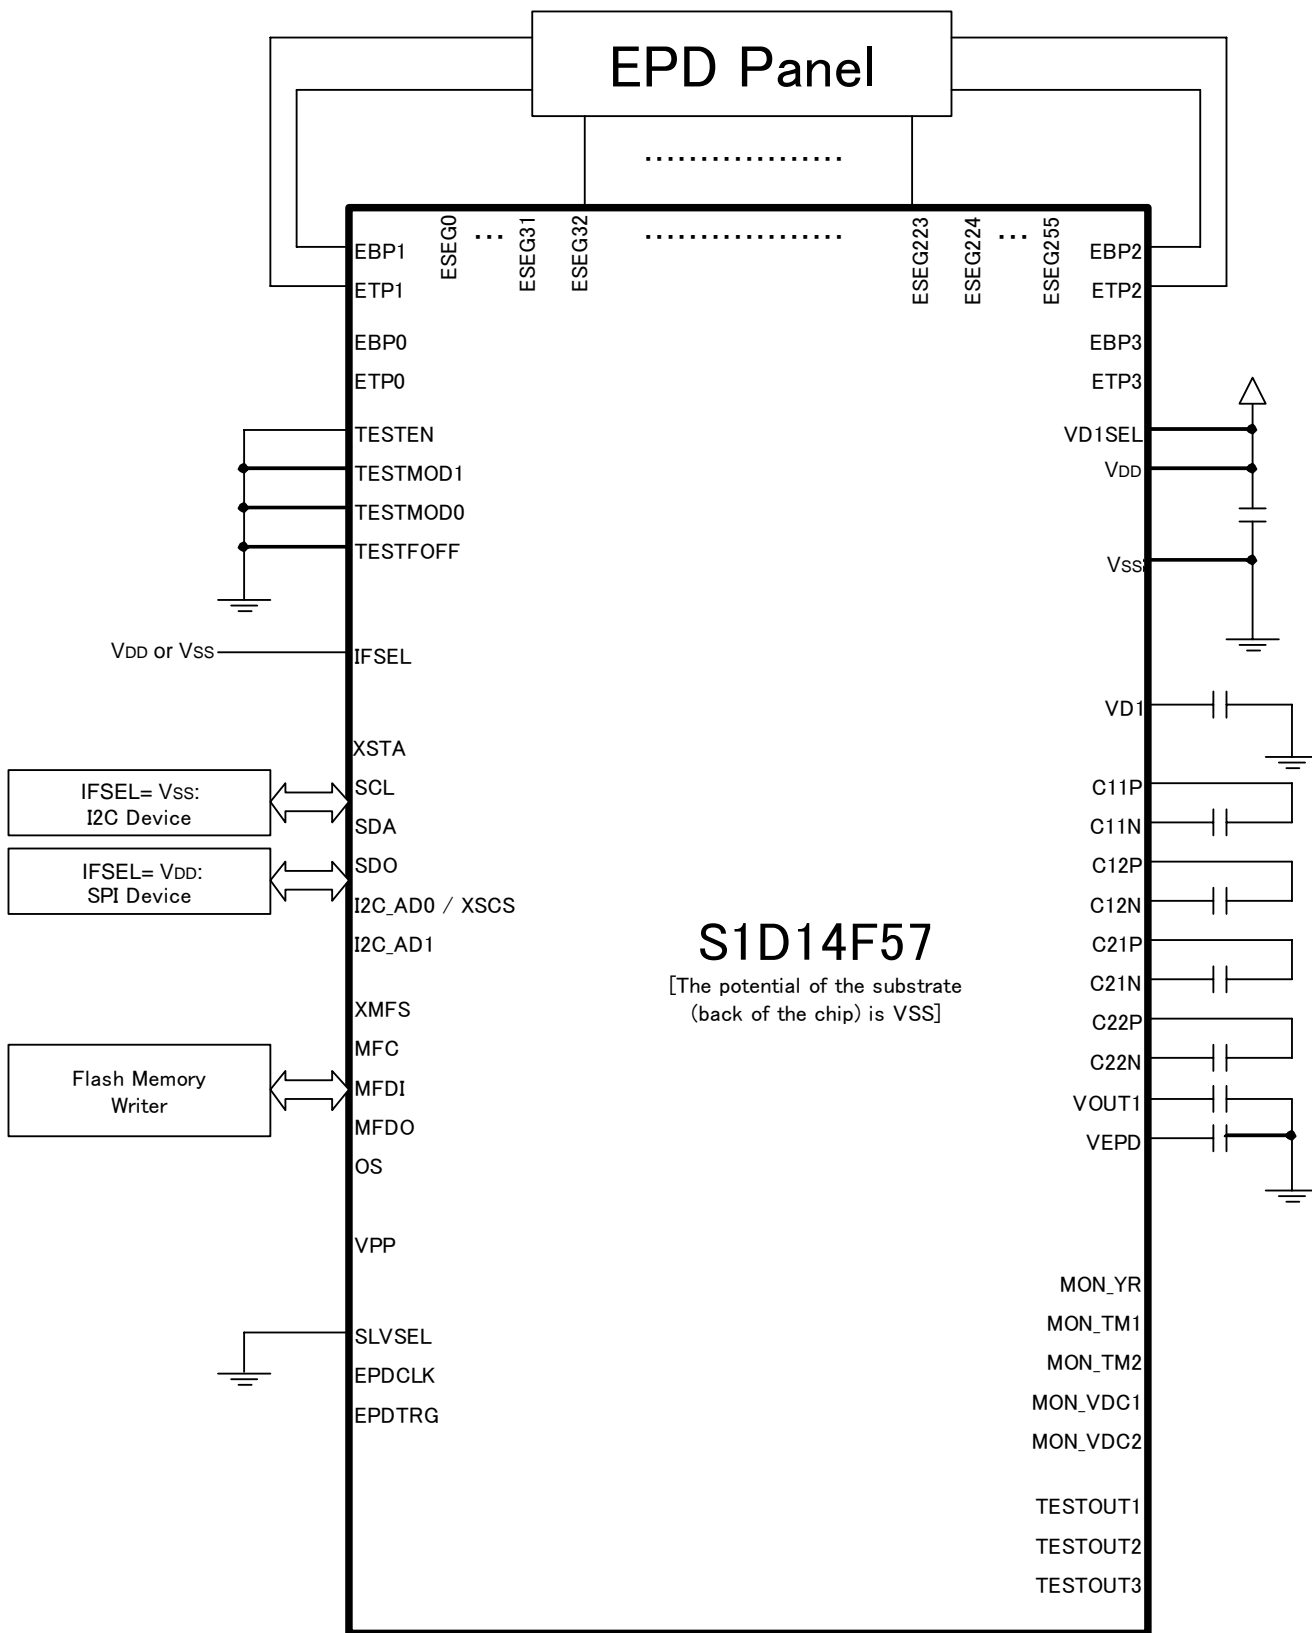 EPD Panel
..................
ESEG0 ... ESEG31 ESEG32 .................. ESEG223 ESEG224 ... ESEG255
EBP1
ETP1
EBP0
ETP0
TESTEN
TESTMOD1
TESTMOD0
TESTFOFF
VDD or VSS
IFSEL
XSTA
SCL
SDA
SDO
I2C_AD0 / XSCS
I2C_AD1
IFSEL= VSS:
I2C Device
IFSEL= VDD:
SPI Device
XMFS
MFC
MFDI
MFDO
OS
Flash Memory
Writer
VPP
SLVSEL
EPDCLK
EPDTRG
S1D14F57
[The potential of the substrate
(back of the chip) is VSS]
EBP2
ETP2
EBP3
ETP3
VD1SEL
VDD
VSS
VD1
C11P
C11N
C12P
C12N
C21P
C21N
C22P
C22N
VOUT1
VEPD
MON_YR
MON_TM1
MON_TM2
MON_VDC1
MON_VDC2
TESTOUT1
TESTOUT2
TESTOUT3